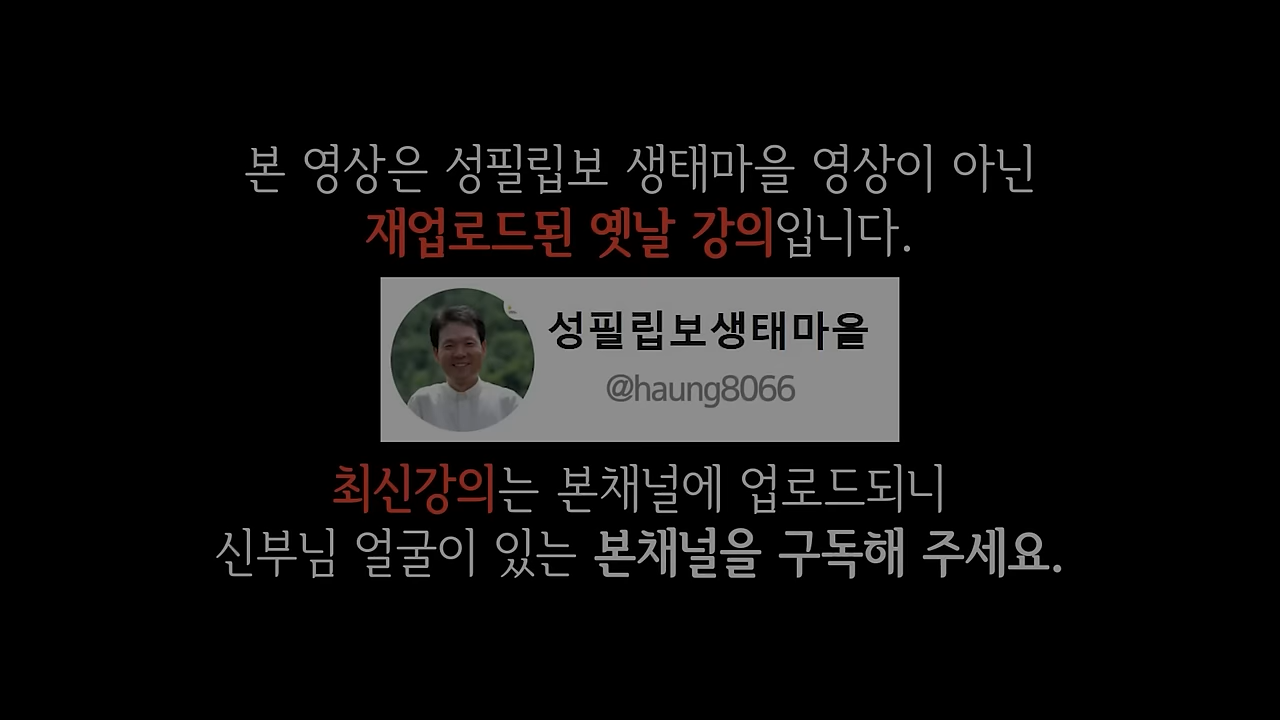 본 영상은 성필립보 생태마을 영상이 아닌
재업로드된 옛날 강의입니다.
성필립보생태마을
@haung8066
최신강의는 본채널에 업로드되니
신부님 얼굴이 있는 본채널을 구독해 주세요.